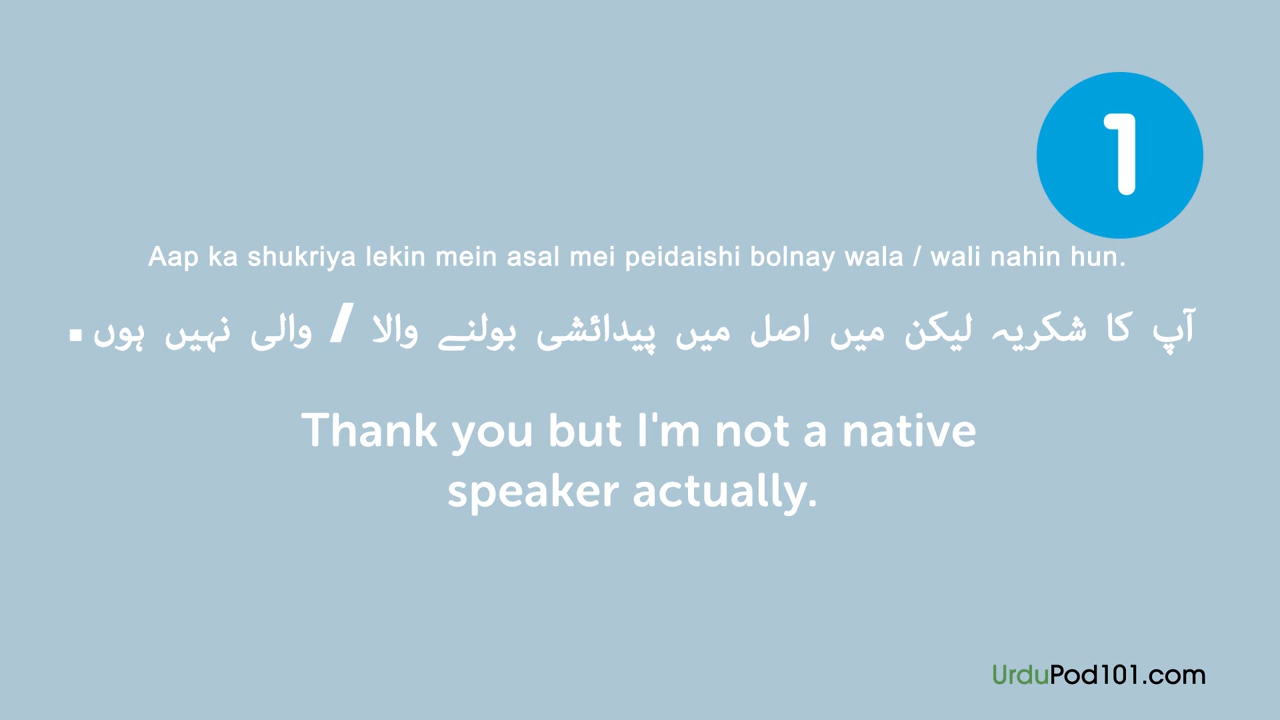 1
Aap ka shukriya lekin mein asal mei peidaishi bolnay wala / wali nahin hun.
آپ کا شکریہ لیکن میں اصل میں پیدائشی بولنے والا / والی نہیں ہوں.
Thank you but I'm not a native
speaker actually.
UrduPod101.com